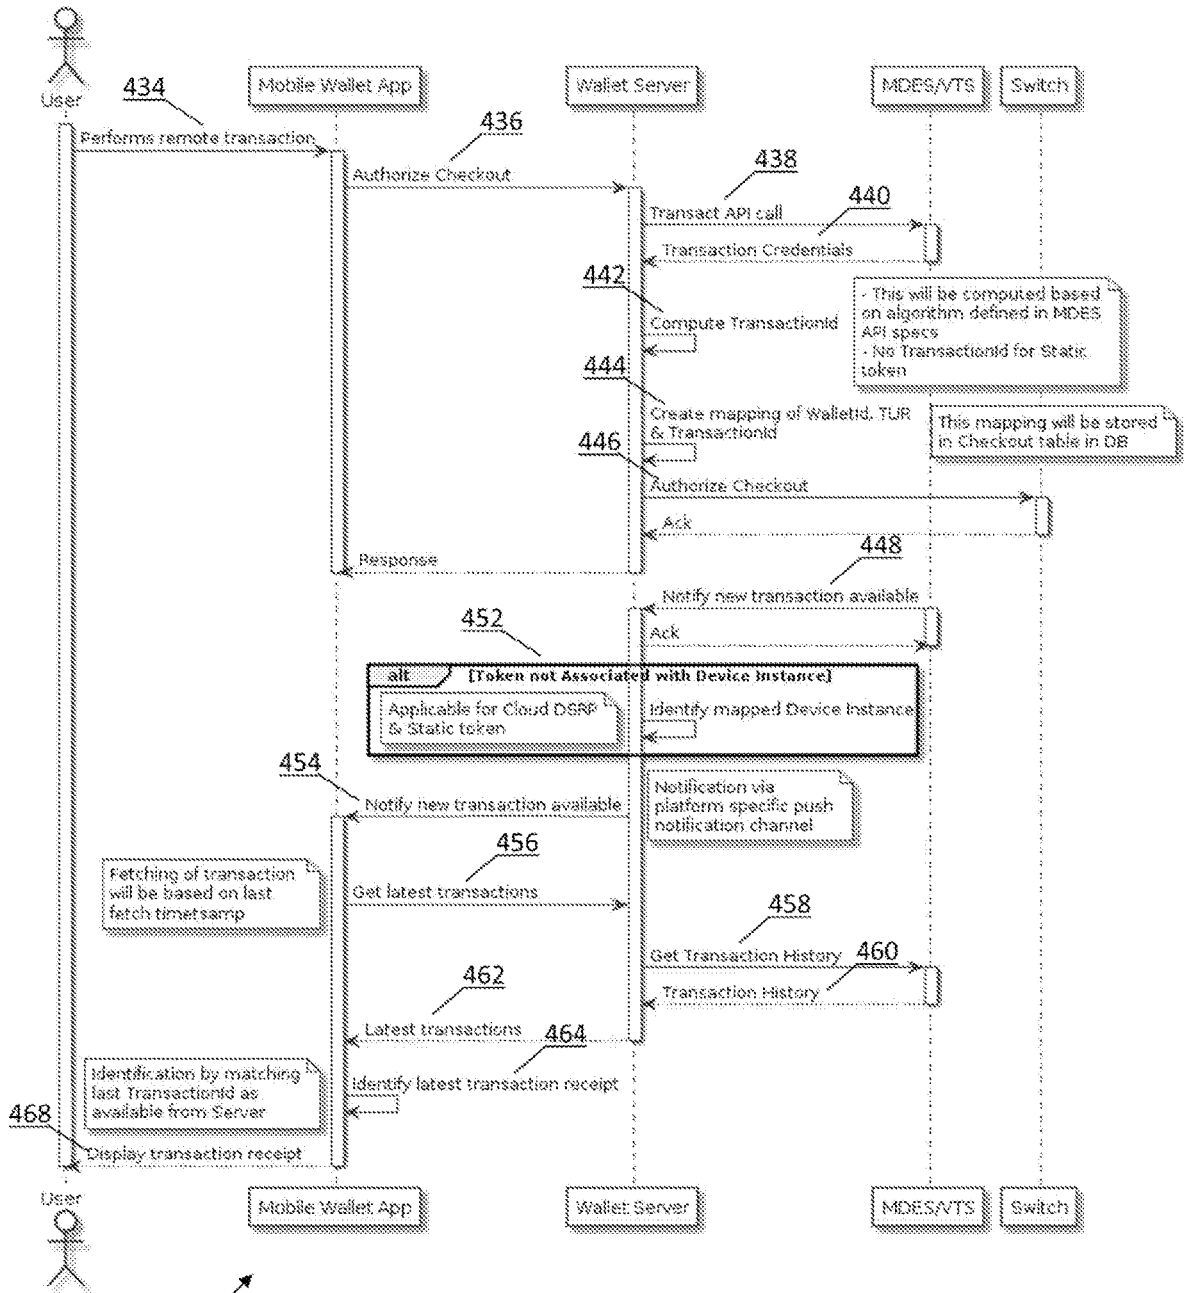 User
Mobile Wallet App
Wallet Server
MDES/VTS
Switch
434
Performs remote transaction
436
Authorize Checkout
438
Transact API call
440
Transaction Credentials
442
Compute TransactionId
- This will be computed based
on algorithm defined in MDES
API specs
- No TransactionId for Static
token
444
Create mapping of WalletId, TUR
& TransactionId
This mapping will be stored
in Checkout table in DB
446
Authorize Checkout
Ack
Response
448
Notify new transaction available
Ack
452
alt
[Token not Associated with Device Instance]
Applicable for Cloud DSRP
& Static token
Identify mapped Device Instance
454
Notify new transaction available
Notification via
platform specific push
notification channel
456
Get latest transactions
Fetching of transaction
will be based on last
fetch timetsamp
458
Get Transaction History
460
Transaction History
462
Latest transactions
464
Identify latest transaction receipt
Identification by matching
last TransactionId as
available from Server
468
Display transaction receipt
User
Mobile Wallet App
Wallet Server
MDES/VTS
Switch